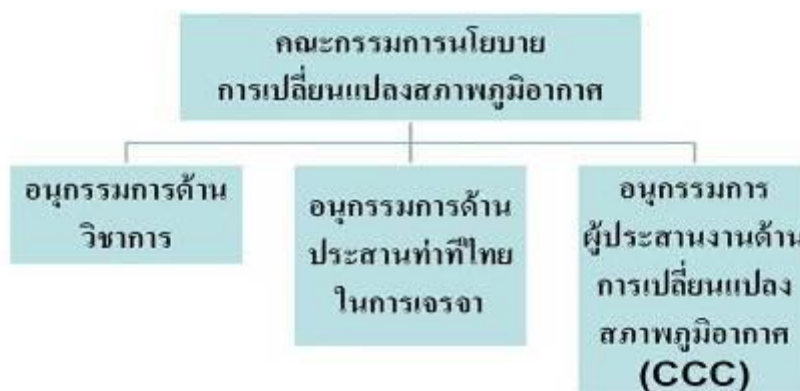 คณะกรรมการนโยบาย
การเปลี่ยนแปลงสภาพภูมิอากาศ
อนุกรรมการด้าน
วิชาการ
อนุกรรมการด้าน
ประสานท่าทีไทย
ในการเจรจา
อนุกรรมการ
ผู้ประสานงานด้าน
การเปลี่ยนแปลง
สภาพภูมิอากาศ
(CCC)